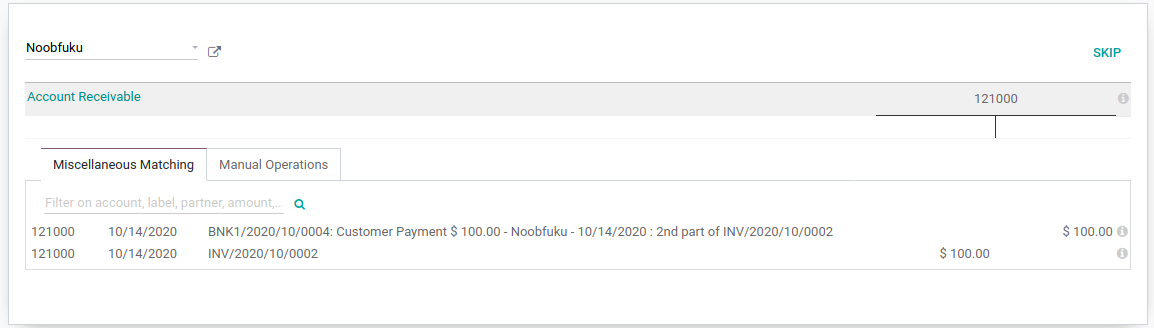 Noobfuku
SKIP
Account Receivable 121000
Miscellaneous Matching Manual Operations
Filter on account, label, partner, amount,...
121000 10/14/2020 BNK1/2020/10/0004: Customer Payment $ 100.00 - Noobfuku - 10/14/2020 : 2nd part of INV/2020/10/0002 $ 100.00
121000 10/14/2020 INV/2020/10/0002 $ 100.00